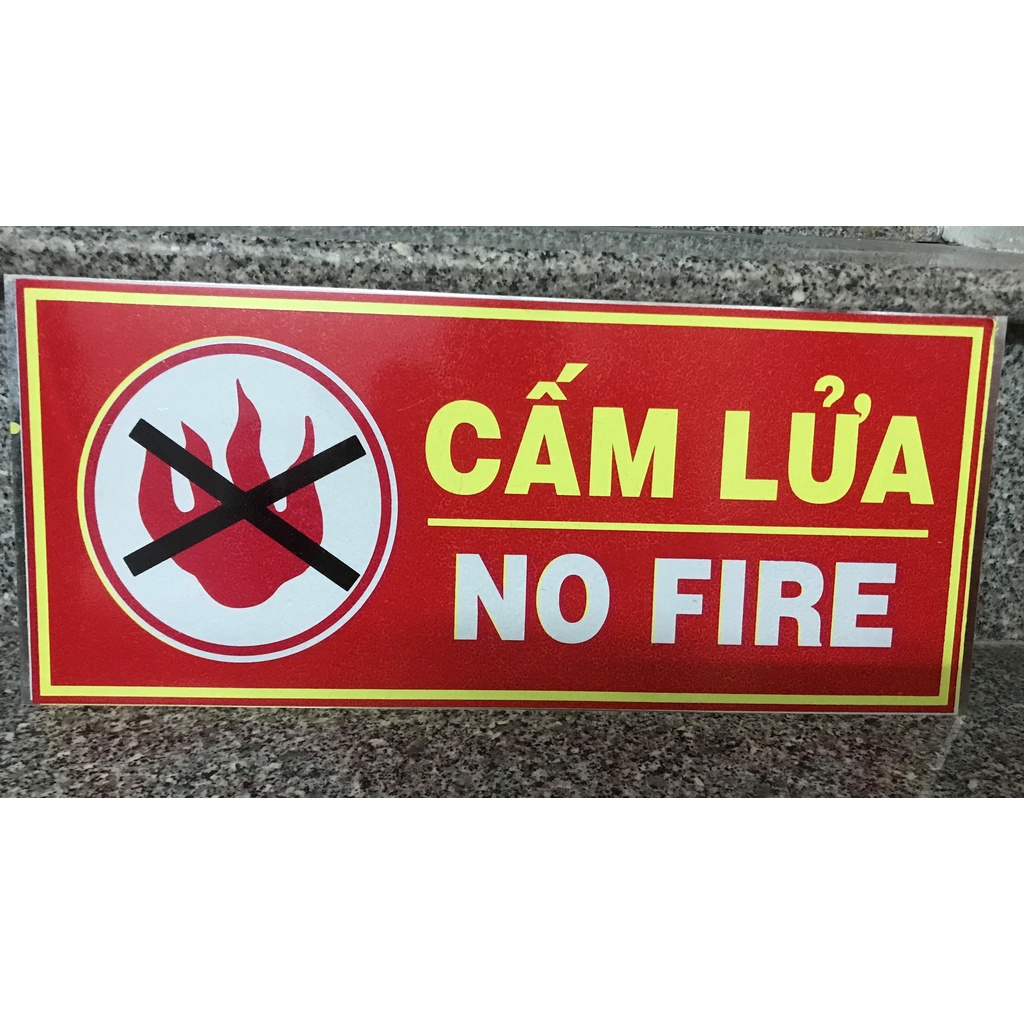 CẤM LỬA
NO FIRE